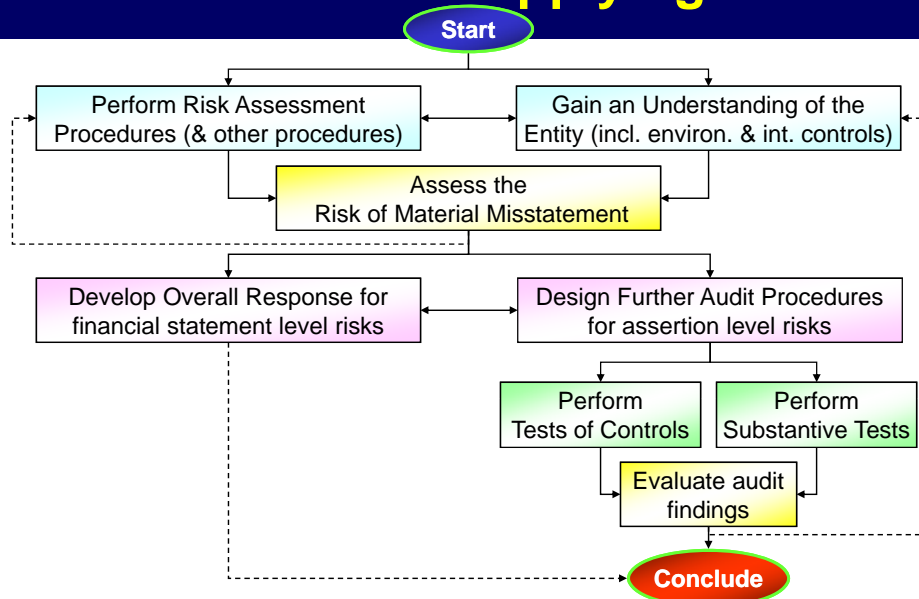 Start
Perform Risk Assessment
Procedures (& other procedures)
Gain an Understanding of the
Entity (incl. environ. & int. controls)
Assess the
Risk of Material Misstatement
Develop Overall Response for
financial statement level risks
Design Further Audit Procedures
for assertion level risks
Perform
Tests of Controls
Perform
Substantive Tests
Evaluate audit
findings
Conclude